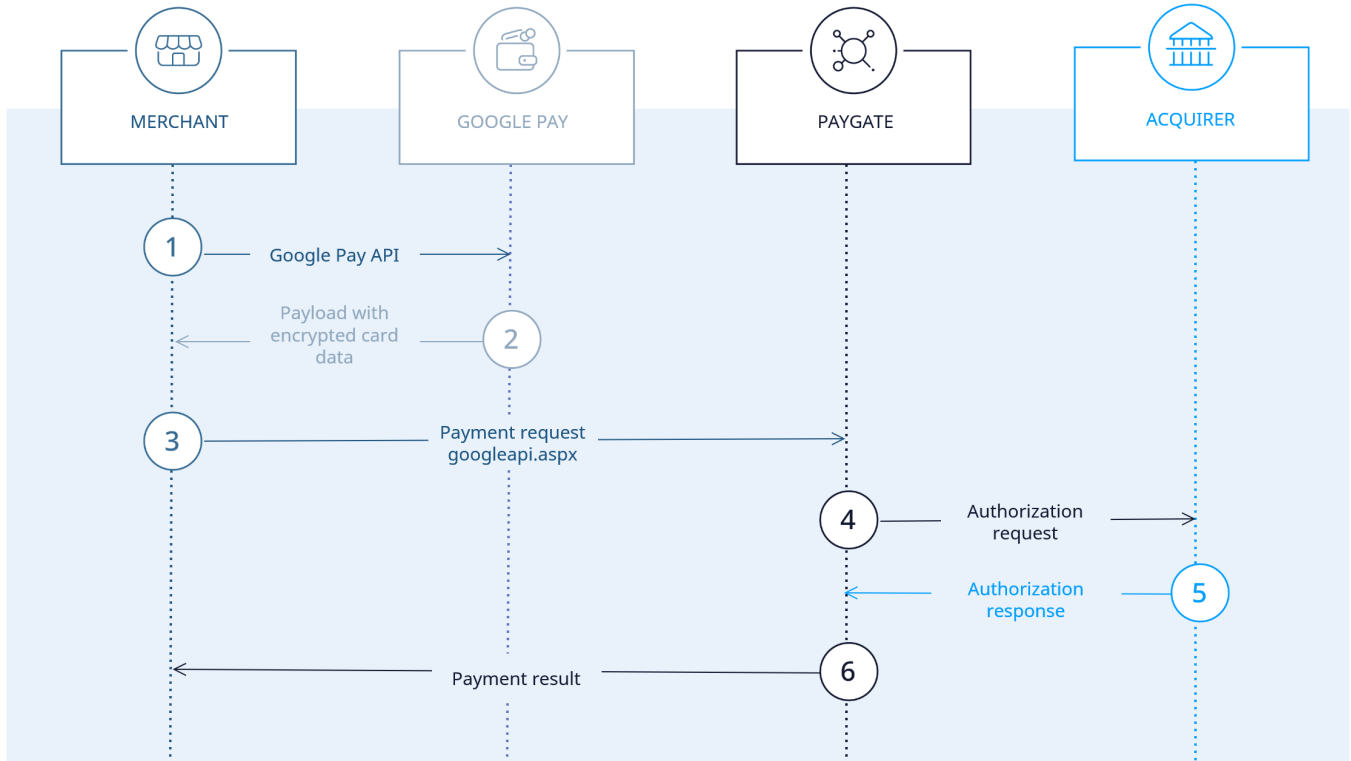 MERCHANT
GOOGLE PAY
PAYGATE
ACQUIRER
1
Google Pay API
Payload with
encrypted card
data
2
3
Payment request
googleapi.aspx
4
Authorization
request
Authorization
response
5
Payment result
6